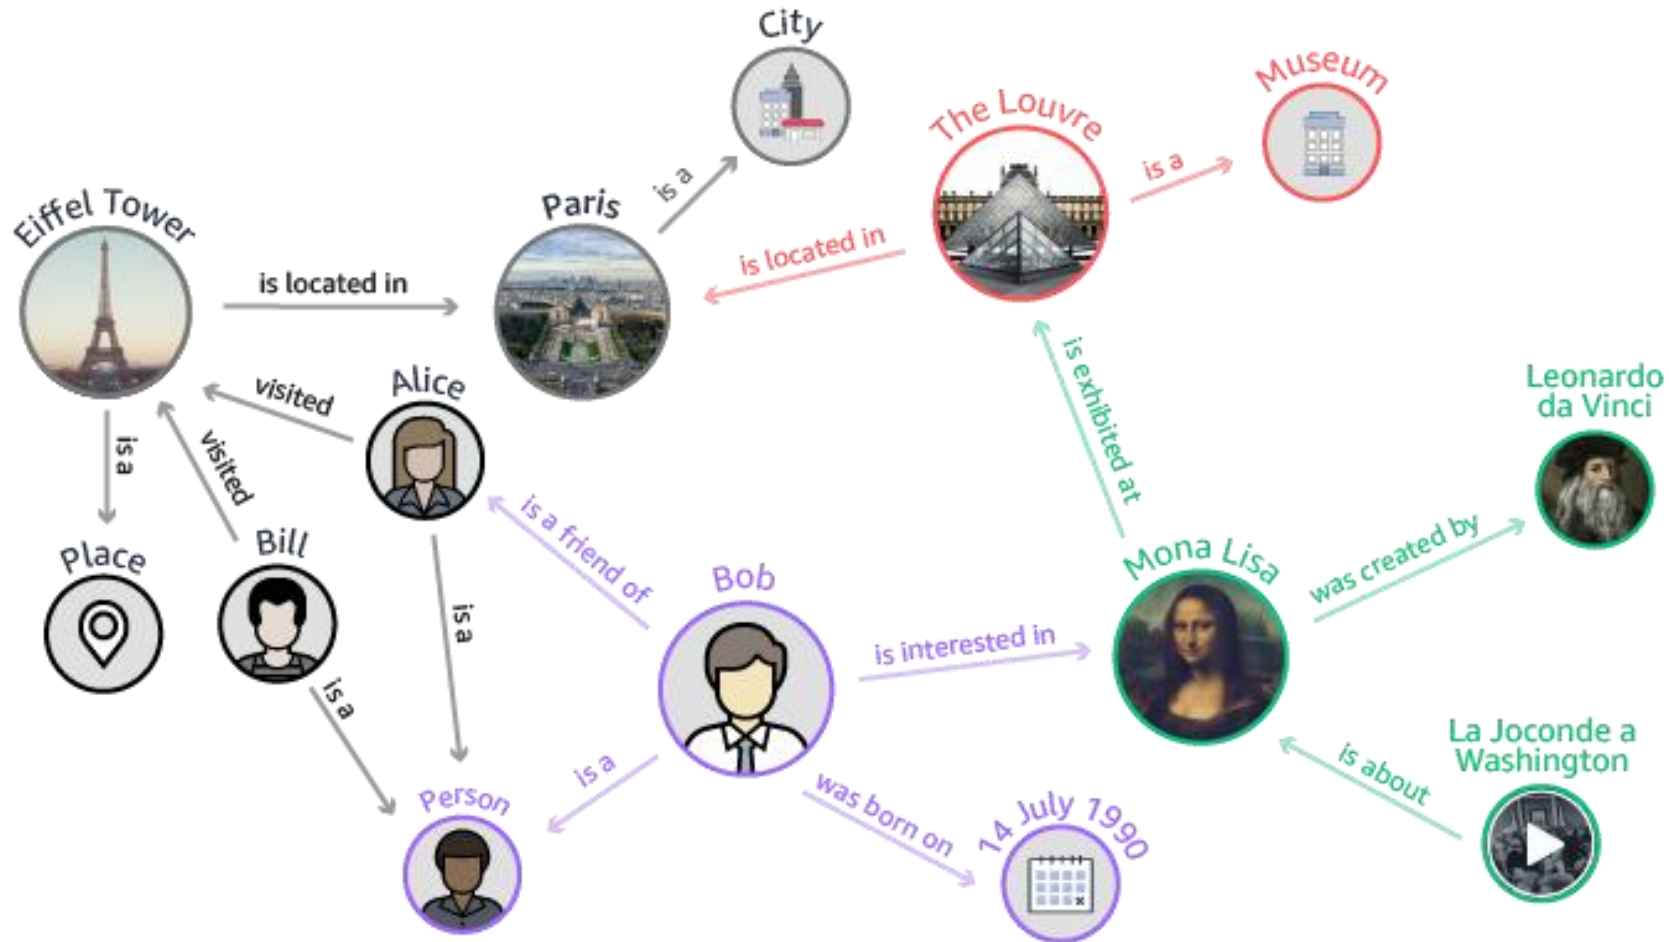 City
Museum
The Louvre
is a
is a
Eiffel Tower
Paris
is located in
is located in
Alice
visited
is exhibited at
Leonardo
da Vinci
is a
visited
is a friend of
Place
Bill
Bob
Mona Lisa
was created by
is a
is interested in
is a
La Joconde a
Washington
is a
is about
Person
was born on
14 July 1990